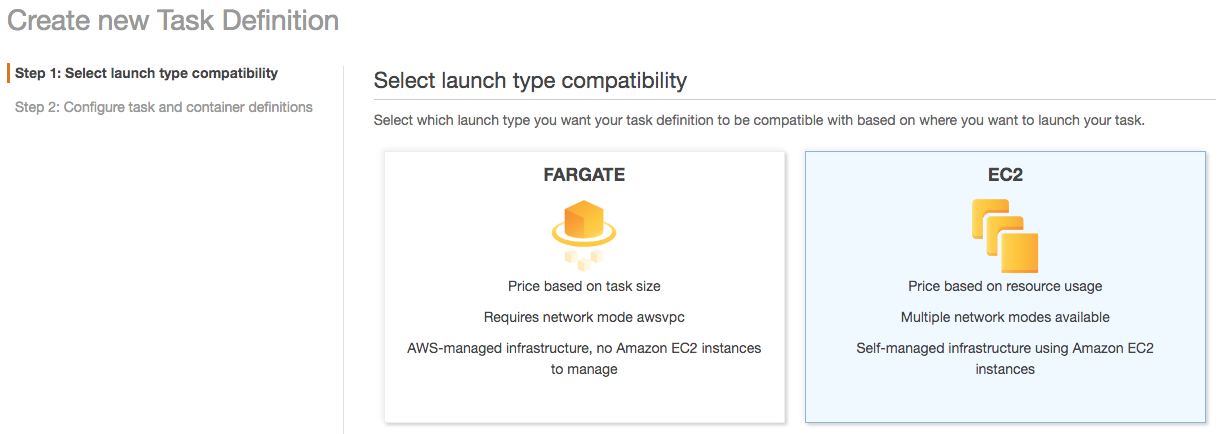 Create new Task Definition
Step 1: Select launch type compatibility
Step 2: Configure task and container definitions
Select launch type compatibility
Select which launch type you want your task definition to be compatible with based on where you want to launch your task.
FARGATE
Price based on task size
Requires network mode awsvpc
AWS-managed infrastructure, no Amazon EC2 instances
to manage
EC2
Price based on resource usage
Multiple network modes available
Self-managed infrastructure using Amazon EC2
instances